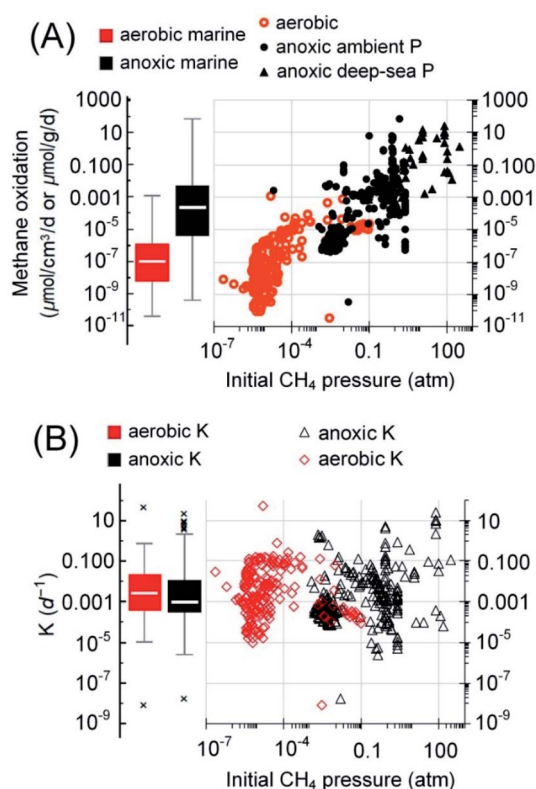 (A)
aerobic marine
anoxic marine
aerobic
anoxic ambient P
anoxic deep-sea P
Methane oxidation
(µmol/cm³/d or µmol/g/d)
1000
10
0.100
0.001
10⁻⁵
10⁻⁷
10⁻⁹
10⁻¹¹
1000
10
0.100
0.001
10⁻⁵
10⁻⁷
10⁻⁹
10⁻¹¹
10⁻⁷ 10⁻⁴ 0.1 100
Initial CH₄ pressure (atm)
(B)
aerobic K
anoxic K
anoxic K
aerobic K
K (d⁻¹)
10
0.100
0.001
10⁻⁵
10⁻⁷
10⁻⁹
10
0.100
0.001
10⁻⁵
10⁻⁷
10⁻⁹
10⁻⁷ 10⁻⁴ 0.1 100
Initial CH₄ pressure (atm)